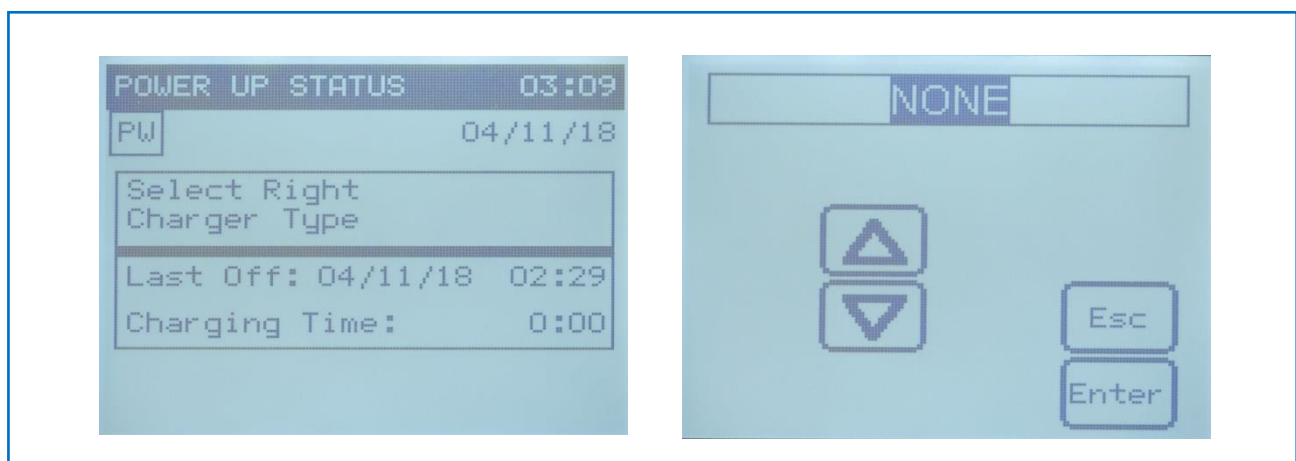 POWER UP STATUS 03:09
PW 04/11/18
Select Right
Charger Type
Last Off: 04/11/18 02:29
Charging Time: 0:00
NONE
Esc
Enter